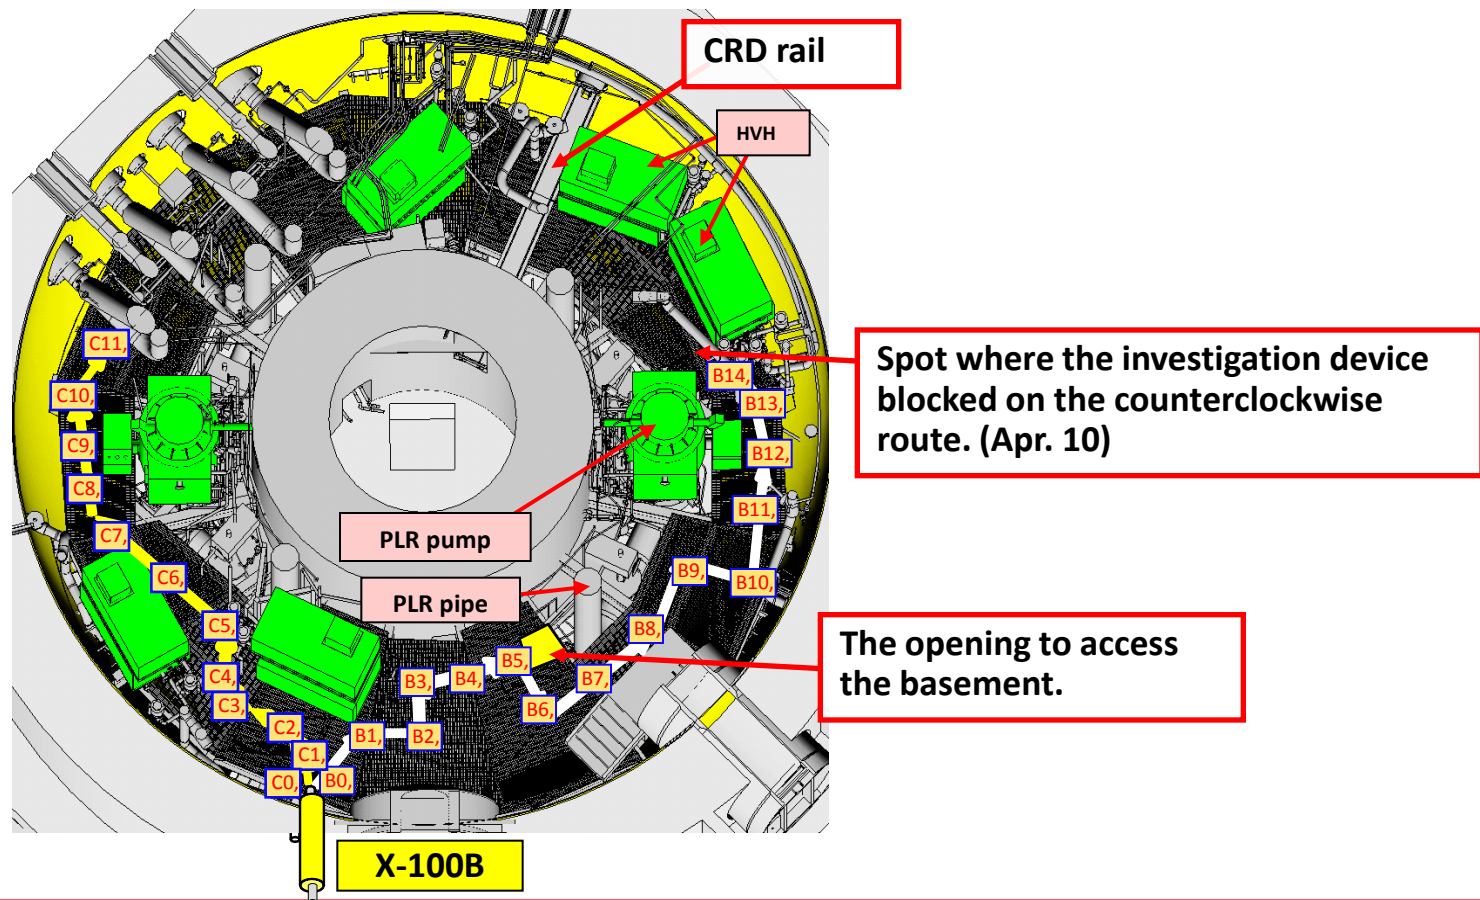 CRD rail
HVH
Spot where the investigation device
blocked on the counterclockwise
route. (Apr. 10)
C11,
C10,
C9,
C8,
C7,
C6,
C5,
C4,
C3,
C2,
C1,
C0,
B0,
B1,
B2,
B3,
B4,
B5,
B6,
B7,
B8,
B9,
B10,
B11,
B12,
B13,
B14,
PLR pump
PLR pipe
The opening to access
the basement.
X-100B